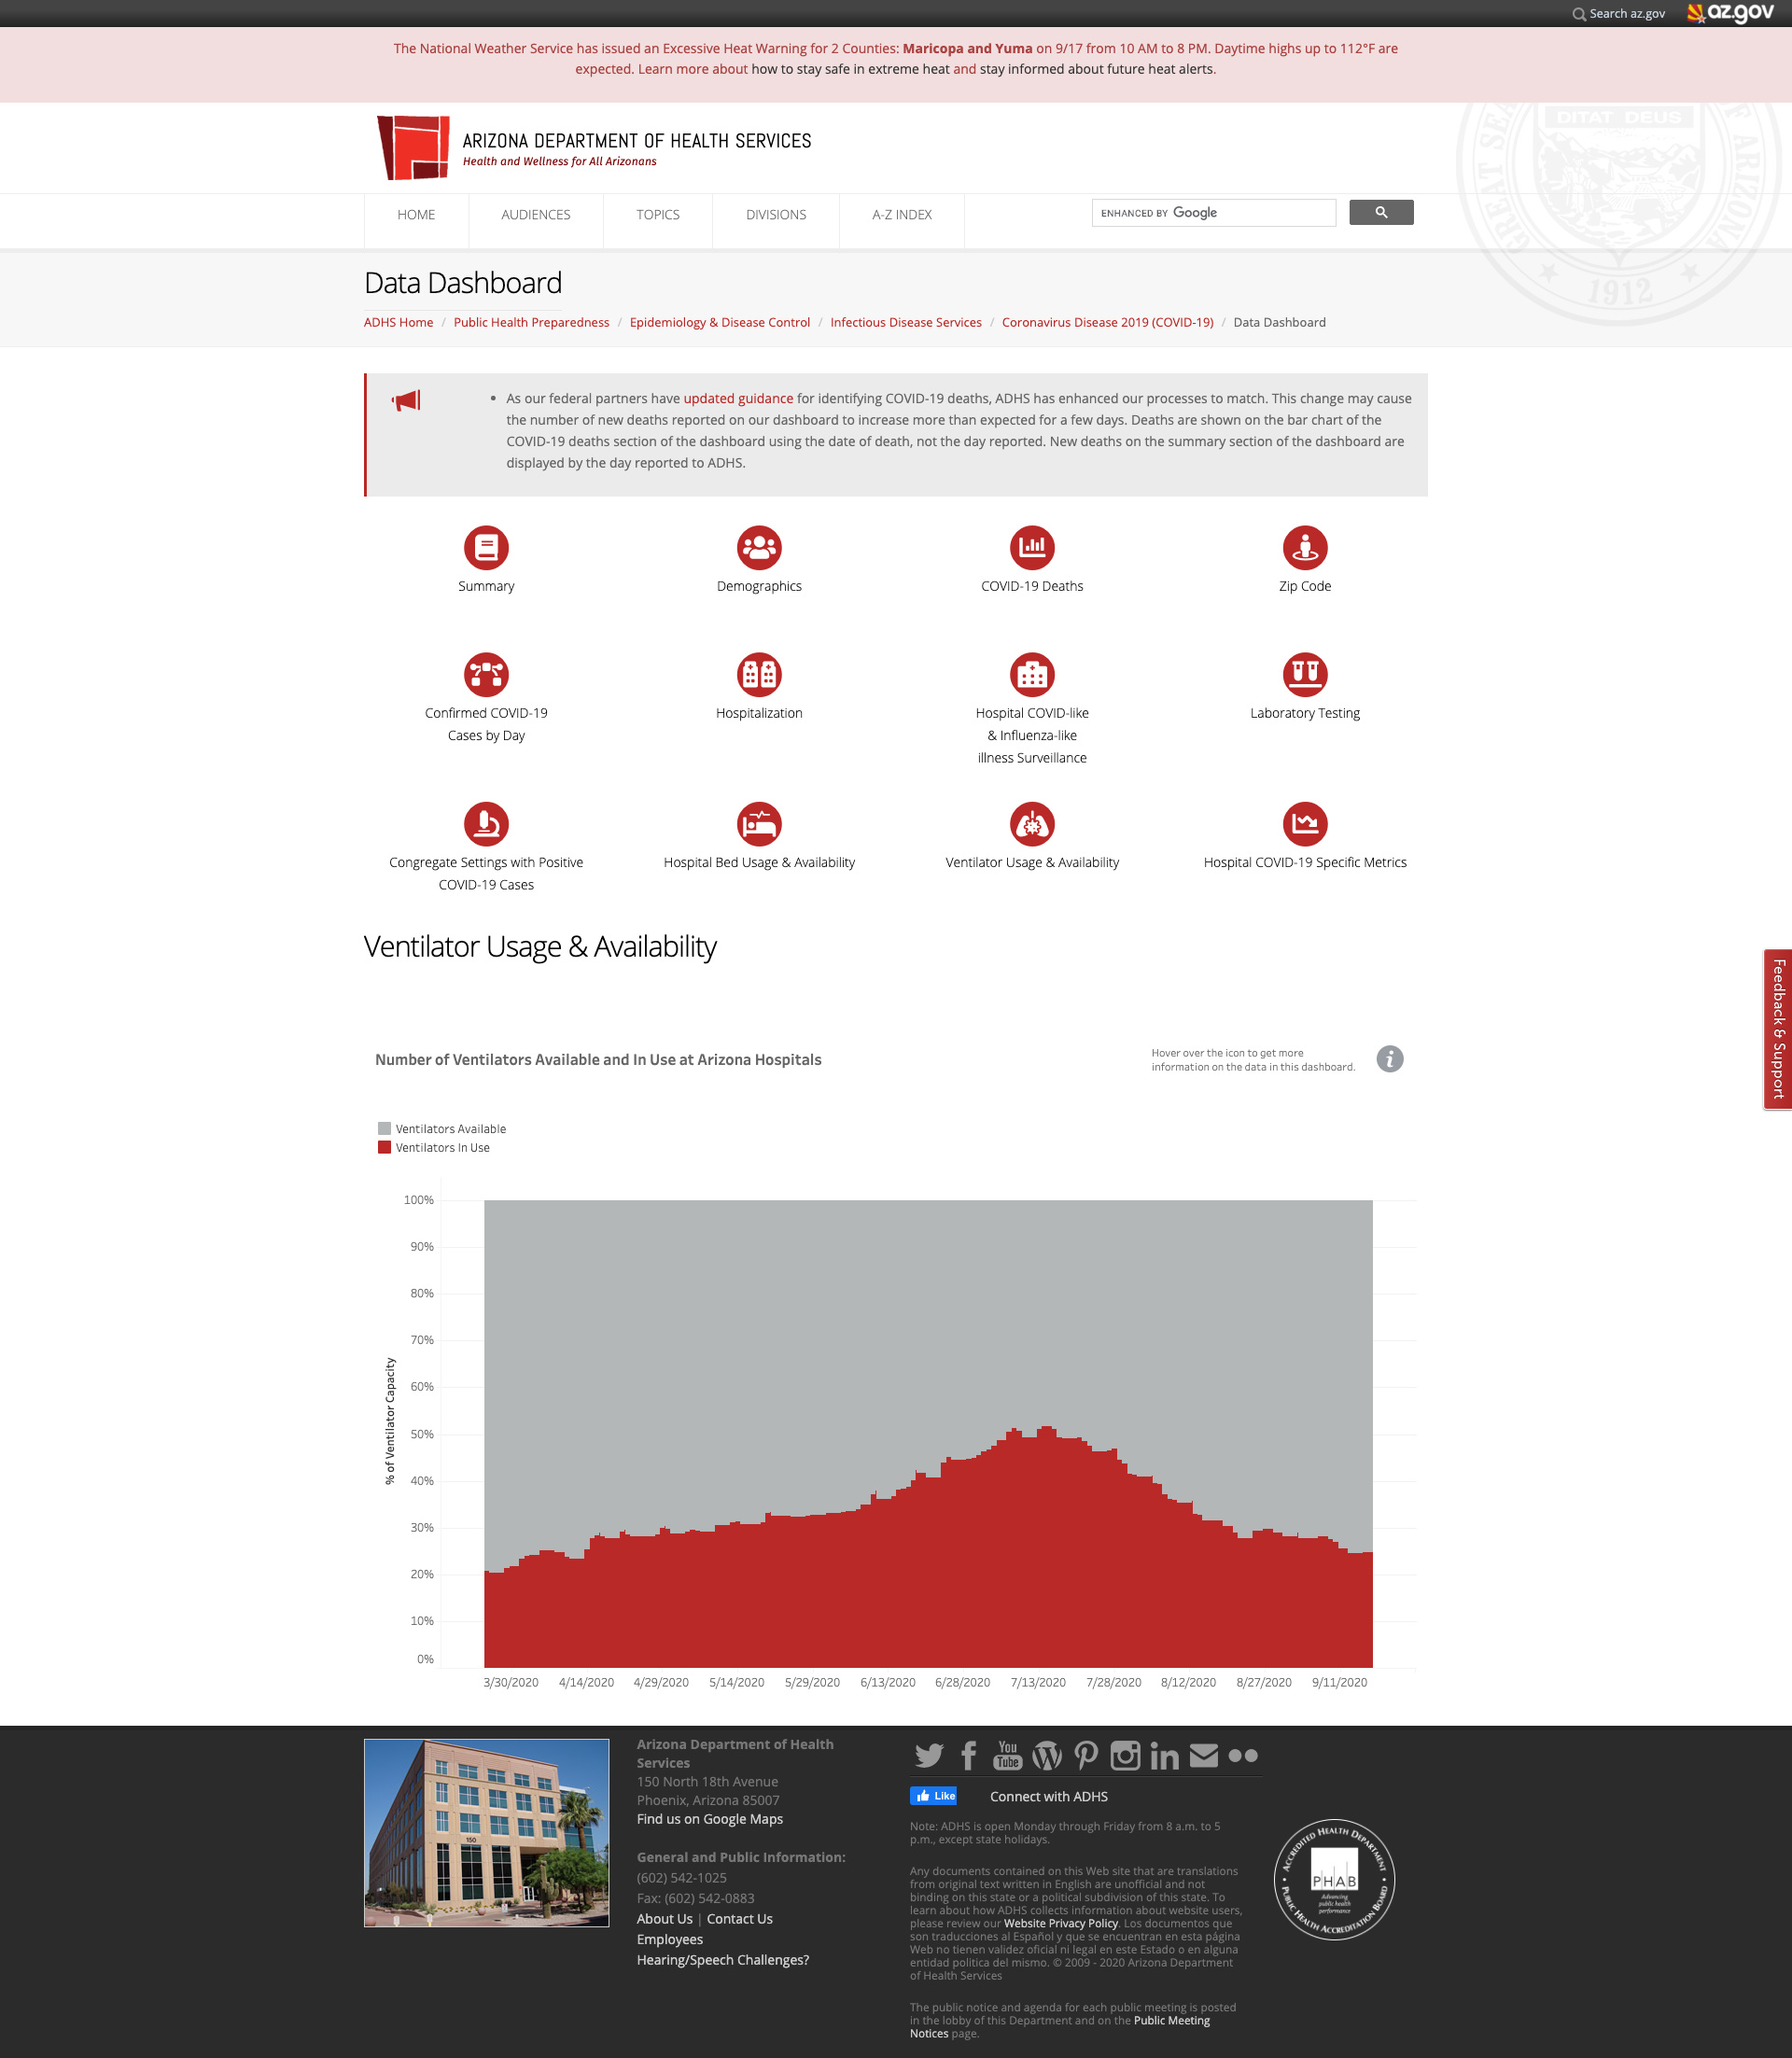 Search az.gov
az.gov
The National Weather Service has issued an Excessive Heat Warning for 2 Counties: Maricopa and Yuma on 9/17 from 10 AM to 8 PM. Daytime highs up to 112°F are
expected. Learn more about how to stay safe in extreme heat and stay informed about future heat alerts.
ARIZONA DEPARTMENT OF HEALTH SERVICES
Health and Wellness for All Arizonans
GREAT SEAL
ARIZONA
DITAT DEUS
1912
HOME
AUDIENCES
TOPICS
DIVISIONS
A-Z INDEX
ENHANCED BY Google
Data Dashboard
ADHS Home / Public Health Preparedness / Epidemiology & Disease Control / Infectious Disease Services / Coronavirus Disease 2019 (COVID-19) / Data Dashboard
• As our federal partners have updated guidance for identifying COVID-19 deaths, ADHS has enhanced our processes to match. This change may cause
the number of new deaths reported on our dashboard to increase more than expected for a few days. Deaths are shown on the bar chart of the
COVID-19 deaths section of the dashboard using the date of death, not the day reported. New deaths on the summary section of the dashboard are
displayed by the day reported to ADHS.
Summary
Demographics
COVID-19 Deaths
Zip Code
Confirmed COVID-19
Cases by Day
Hospitalization
Hospital COVID-like
& Influenza-like
illness Surveillance
Laboratory Testing
Congregate Settings with Positive
COVID-19 Cases
Hospital Bed Usage & Availability
Ventilator Usage & Availability
Hospital COVID-19 Specific Metrics
Ventilator Usage & Availability
Feedback & Support
Number of Ventilators Available and In Use at Arizona Hospitals
Hover over the icon to get more
information on the data in this dashboard.
i
Ventilators Available
Ventilators In Use
% of Ventilator Capacity
100%
90%
80%
70%
60%
50%
40%
30%
20%
10%
0%
3/30/2020
4/14/2020
4/29/2020
5/14/2020
5/29/2020
6/13/2020
6/28/2020
7/13/2020
7/28/2020
8/12/2020
8/27/2020
9/11/2020
150
Arizona Department of Health
Services
150 North 18th Avenue
Phoenix, Arizona 85007
Find us on Google Maps
General and Public Information:
(602) 542-1025
Fax: (602) 542-0883
About Us | Contact Us
Employees
Hearing/Speech Challenges?
You
Tube
in
Like
Connect with ADHS
Note: ADHS is open Monday through Friday from 8 a.m. to 5
p.m., except state holidays.
Any documents contained on this Web site that are translations
from original text written in English are unofficial and not
binding on this state or a political subdivision of this state. To
learn about how ADHS collects information about website users,
please review our Website Privacy Policy. Los documentos que
son traducciones al Español y que se encuentran en esta página
Web no tienen validez oficial ni legal en este Estado o en alguna
entidad politica del mismo. © 2009 - 2020 Arizona Department
of Health Services
The public notice and agenda for each public meeting is posted
in the lobby of this Department and on the Public Meeting
Notices page.
ACCREDITED HEALTH DEPARTMENT
PUBLIC HEALTH ACCREDITATION BOARD
PHAB
Advancing
public health
performance